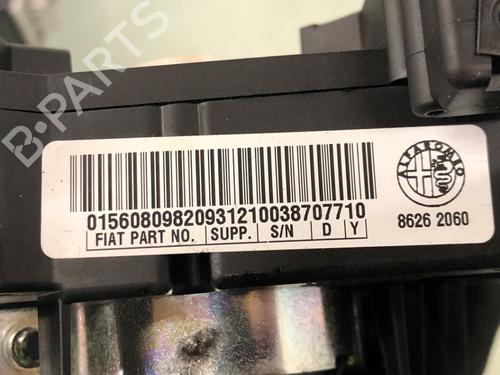 B-PARTS
ALFA ROMEO
01560809820931210038707710
FIAT PART NO. SUPP. S/N D Y
8626 2060